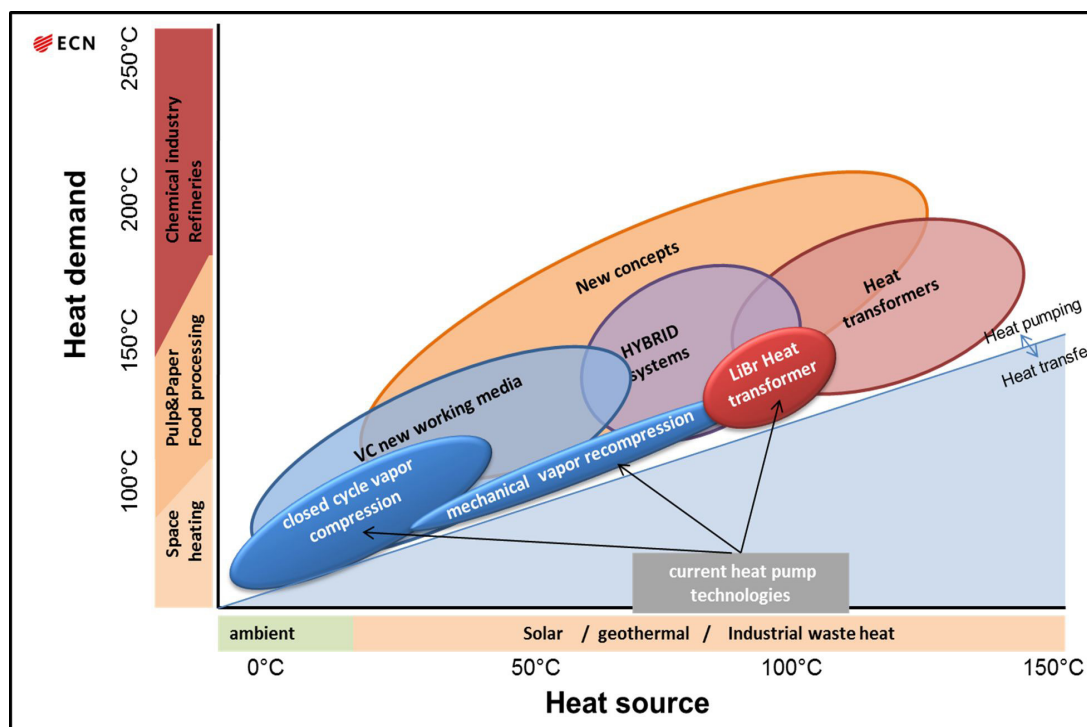 ECN
250°C
200°C
150°C
100°C
Heat demand
Chemical industry
Refineries
Pulp&Paper
Food processing
Space
heating
New concepts
Heat
transformers
HYBRID
systems
LiBr Heat
transformer
VC new working media
mechanical vapor recompression
closed cycle vapor
compression
Heat pumping
Heat transfe
current heat pump
technologies
ambient
Solar / geothermal / Industrial waste heat
0°C
50°C
100°C
150°C
Heat source